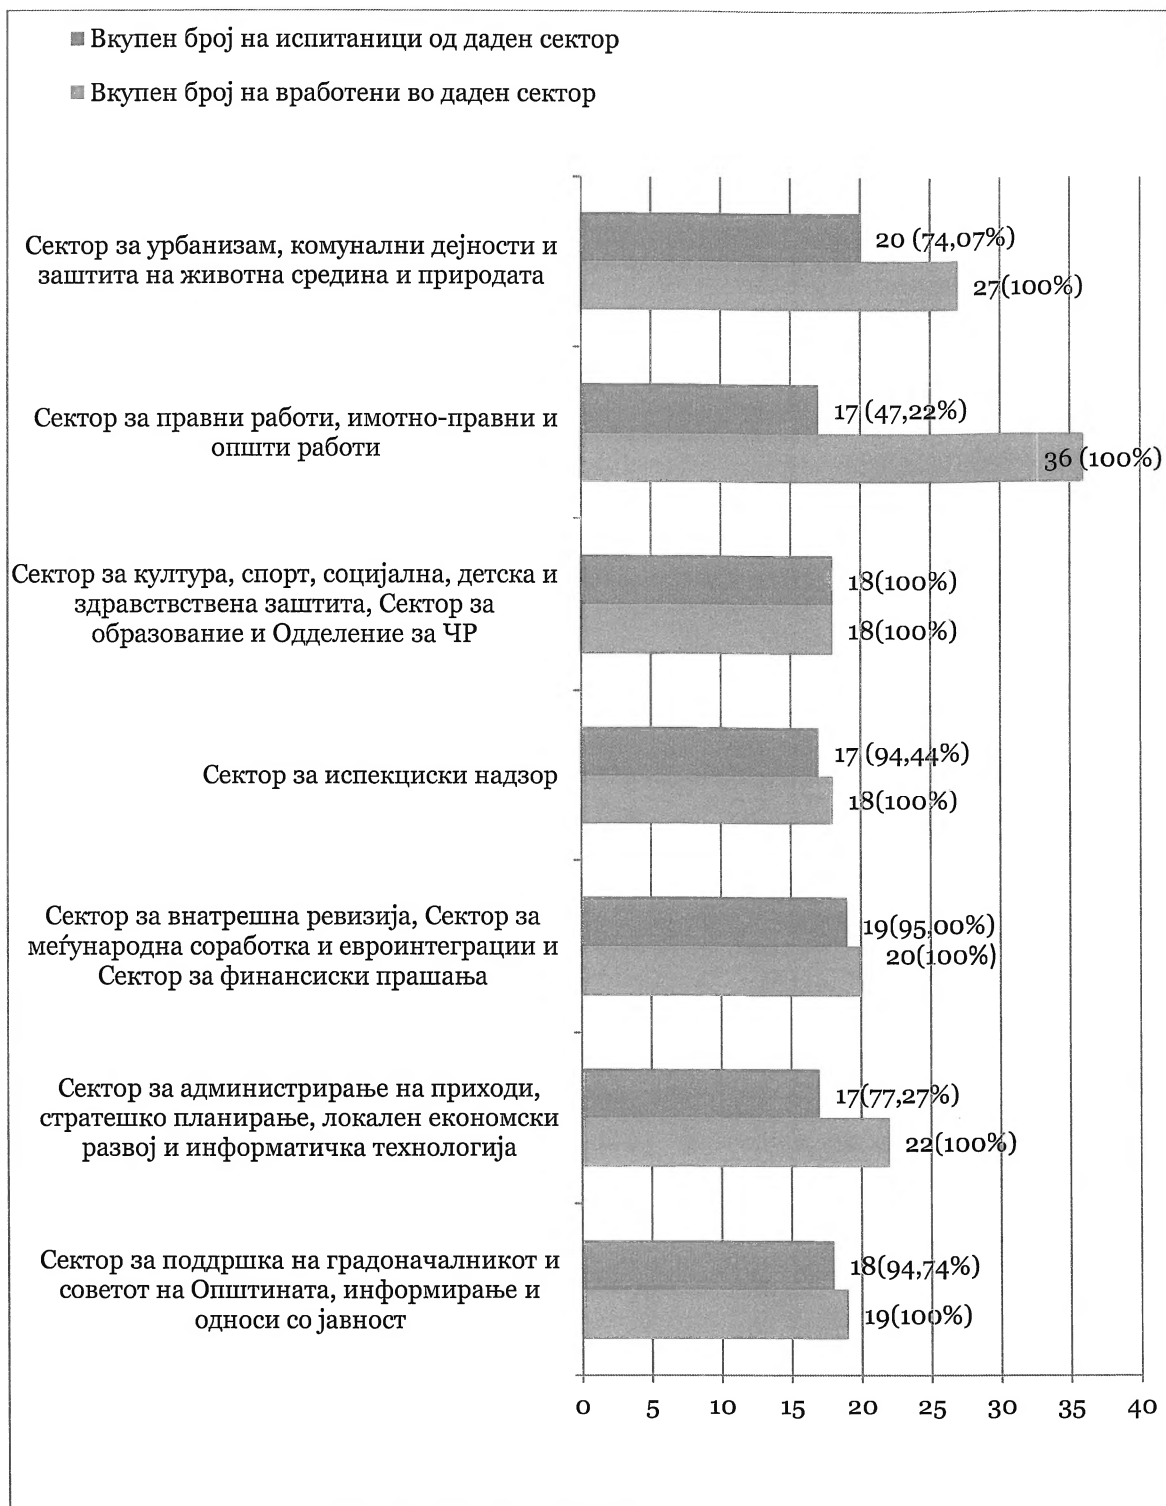 Вкупен број на испитаници од даден сектор
Вкупен број на вработени во даден сектор
Сектор за урбанизам, комунални дејности и
заштита на животна средина и природата
20 (74,07%)
27(100%)
Сектор за правни работи, имотно-правни и
општи работи
17 (47,22%)
36 (100%)
Сектор за култура, спорт, социјална, детска и
здравствствена заштита, Сектор за
образование и Одделение за ЧР
18(100%)
18(100%)
Сектор за испекциски надзор
17 (94,44%)
18(100%)
Сектор за внатрешна ревизија, Сектор за
меѓународна соработка и евроинтеграции и
Сектор за финансиски прашања
19(95,00%)
20(100%)
Сектор за администрирање на приходи,
стратешко планирање, локален економски
развој и информатичка технологија
17(77,27%)
22(100%)
Сектор за поддршка на градоначалникот и
советот на Општината, информирање и
односи со јавност
18(94,74%)
19(100%)
0 5 10 15 20 25 30 35 40